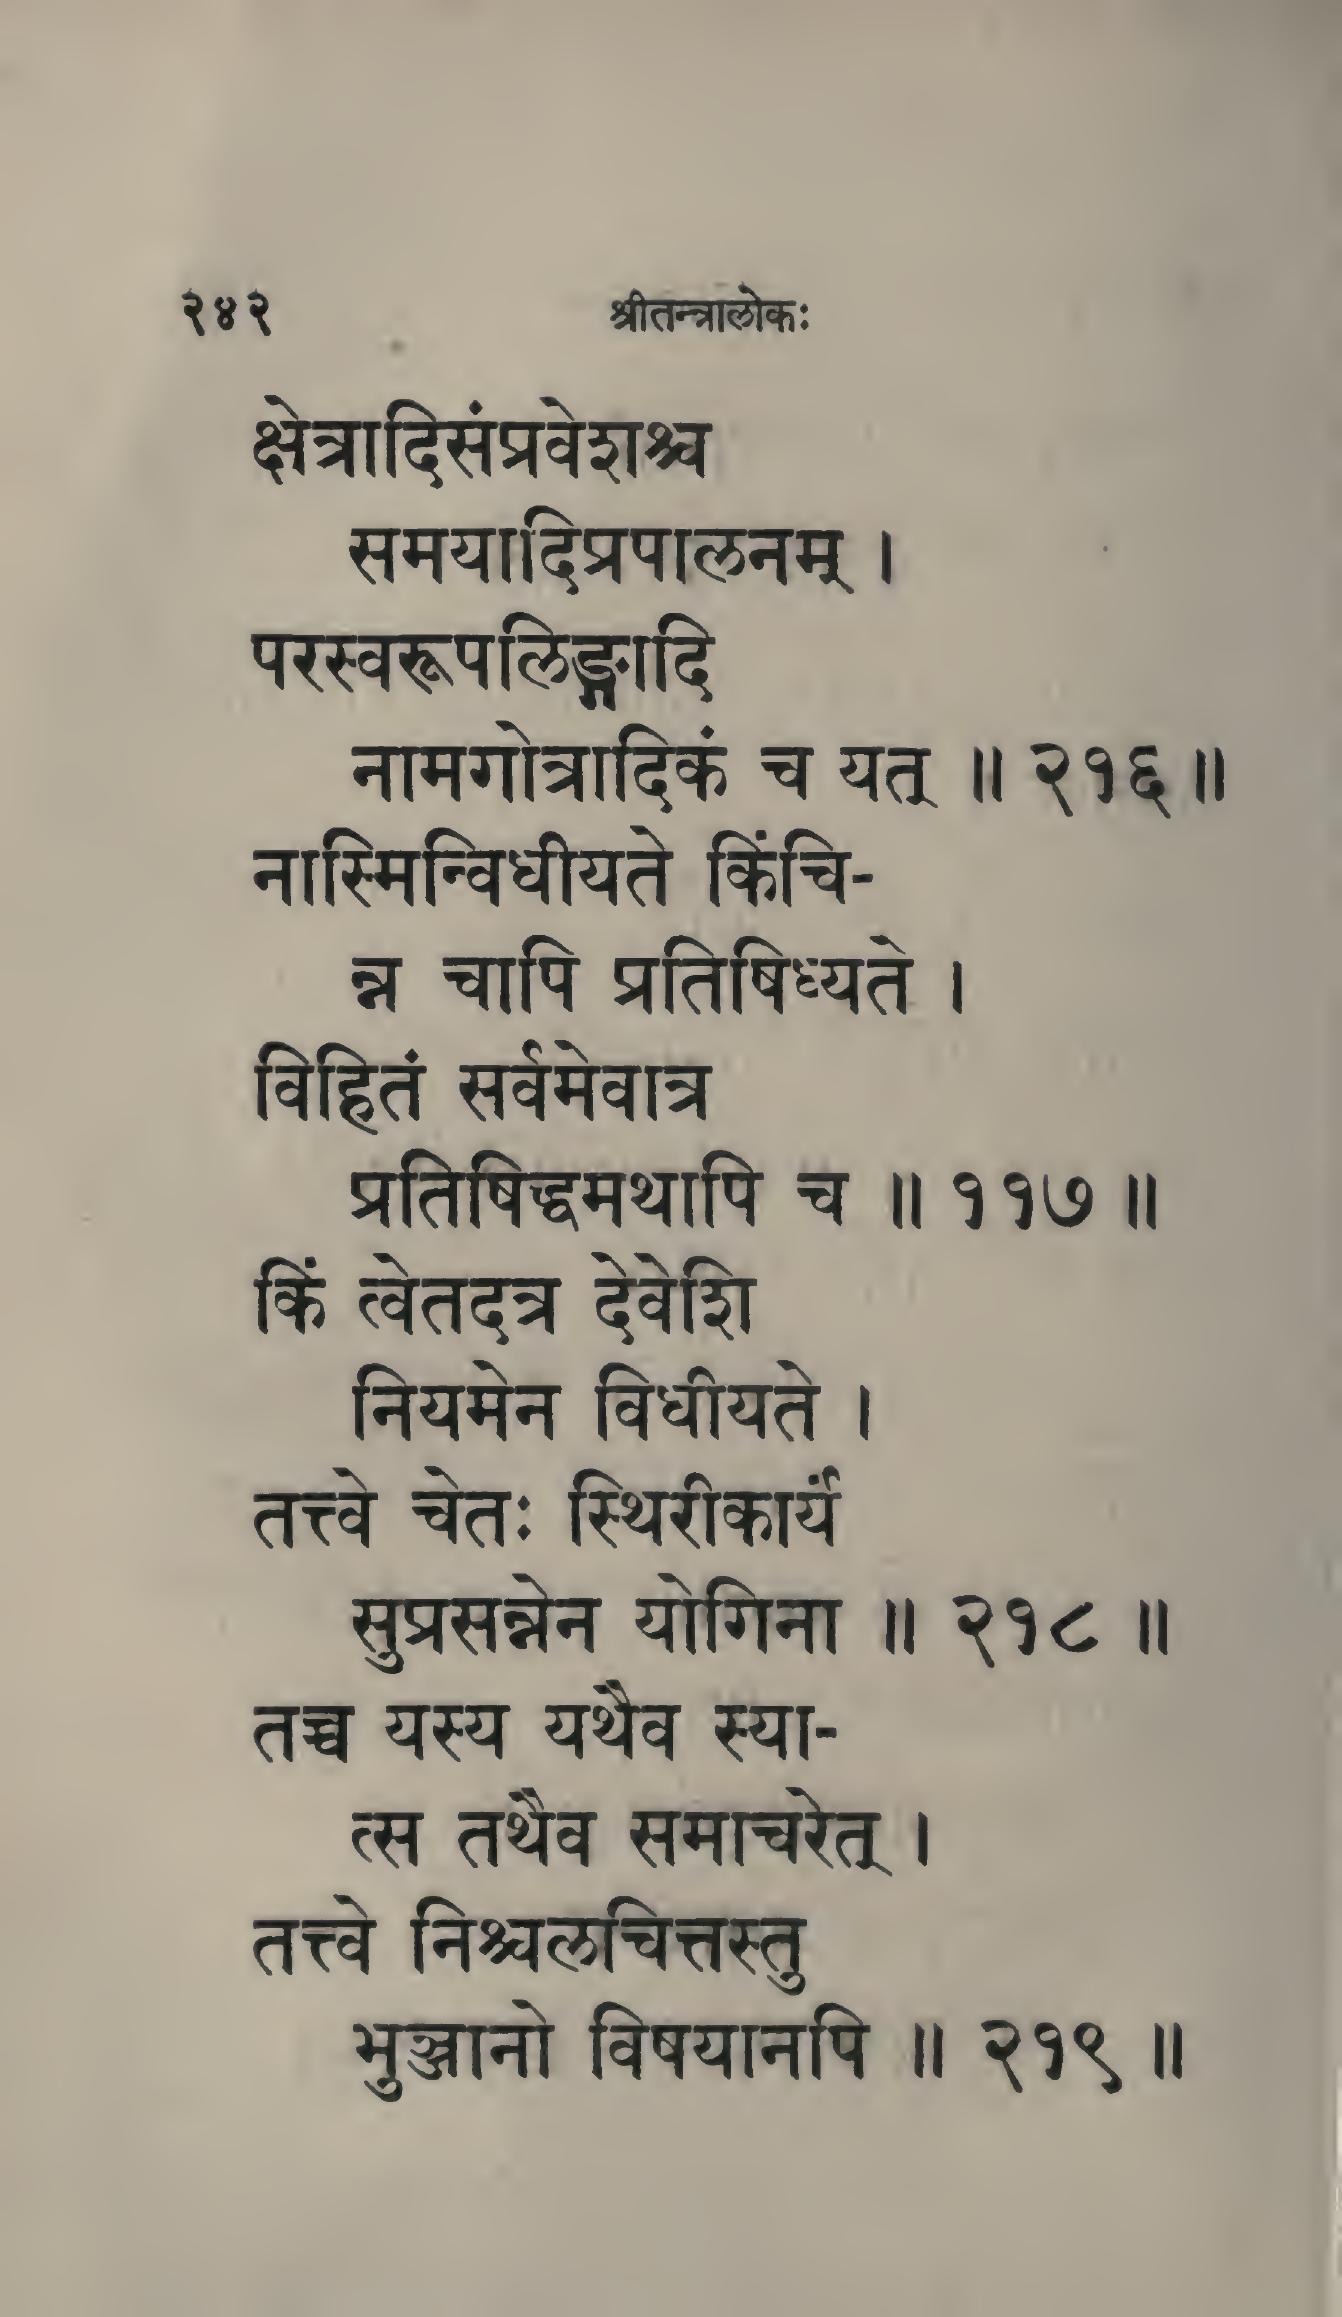 २४२ श्रीतन्त्रालोकः
क्षेत्रादिसंप्रवेशश्च
समयादिप्रपालनम् ।
परस्वरूपलिङ्गादि
नामगोत्रादिकं च यत् ॥ २१६ ॥
नास्मिन्विधीयते किंचि-
न्न चापि प्रतिषिध्यते ।
विहितं सर्वमेवात्र
प्रतिषिद्धमथापि च ॥ ११७ ॥
किं त्वेतदत्र देवेशि
नियमेन विधीयते ।
तत्त्वे चेतः स्थिरीकार्यं
सुप्रसन्नेन योगिना ॥ २१८ ॥
तच्च यस्य यथैव स्या-
त्स तथैव समाचरेत् ।
तत्त्वे निश्चलचित्तस्तु
भुञ्जानो विषयानपि ॥ २१९ ॥